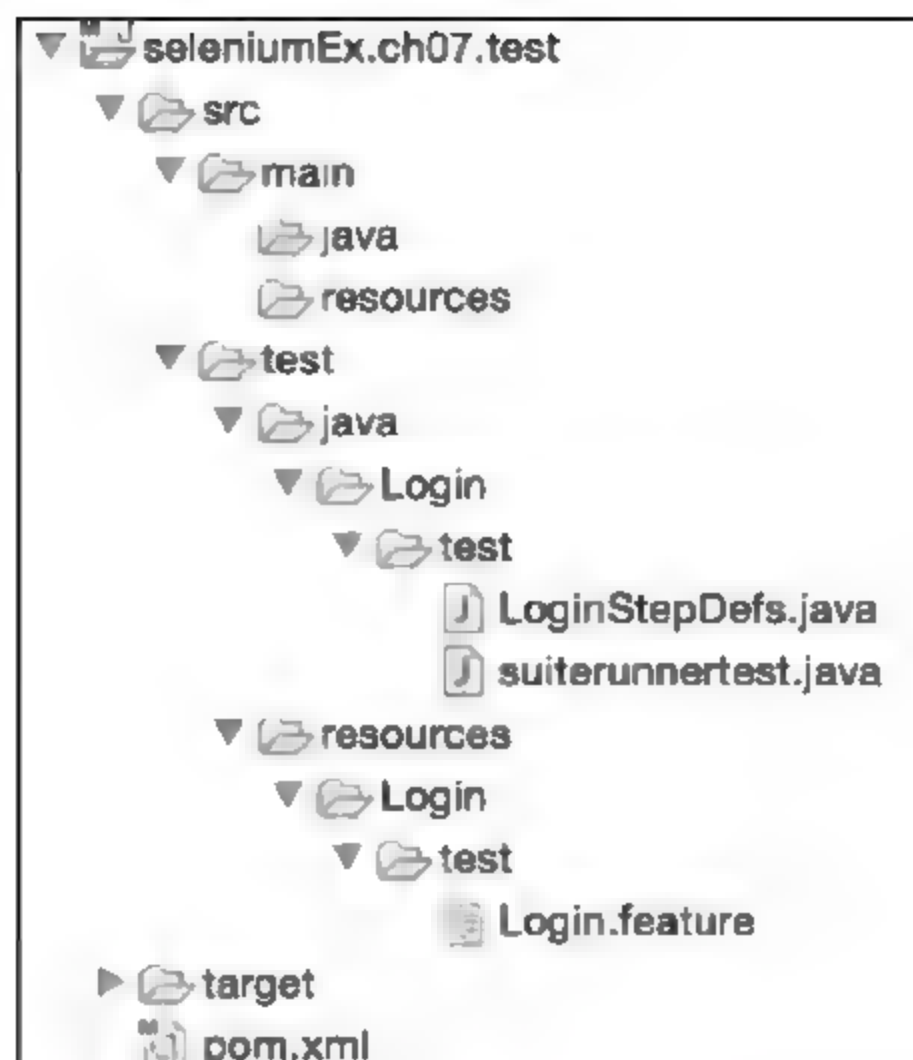 seleniumEx.ch07.test
src
main
java
resources
test
java
Login
test
LoginStepDefs.java
suiterunnertest.java
resources
Login
test
Login.feature
target
pom.xml